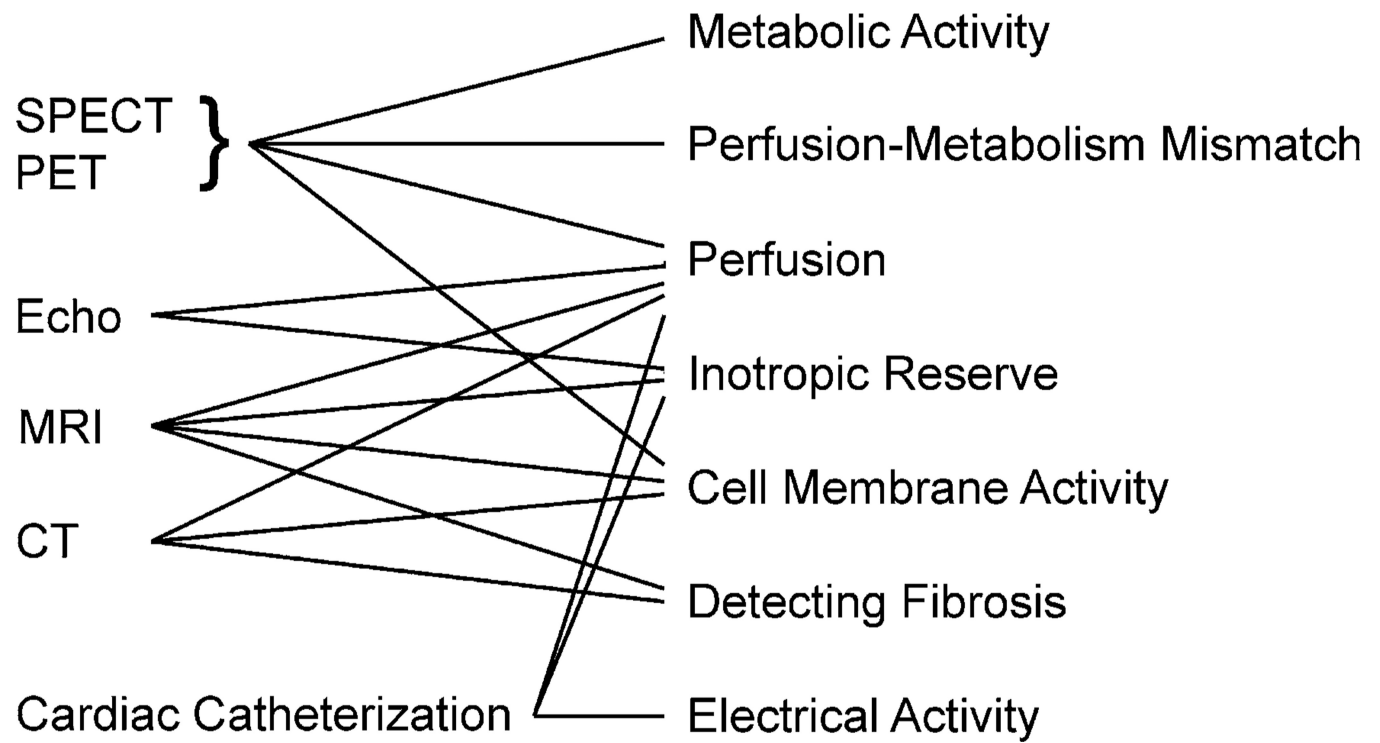 SPECT
PET
Echo
MRI
CT
Cardiac Catheterization
Metabolic Activity
Perfusion-Metabolism Mismatch
Perfusion
Inotropic Reserve
Cell Membrane Activity
Detecting Fibrosis
Electrical Activity